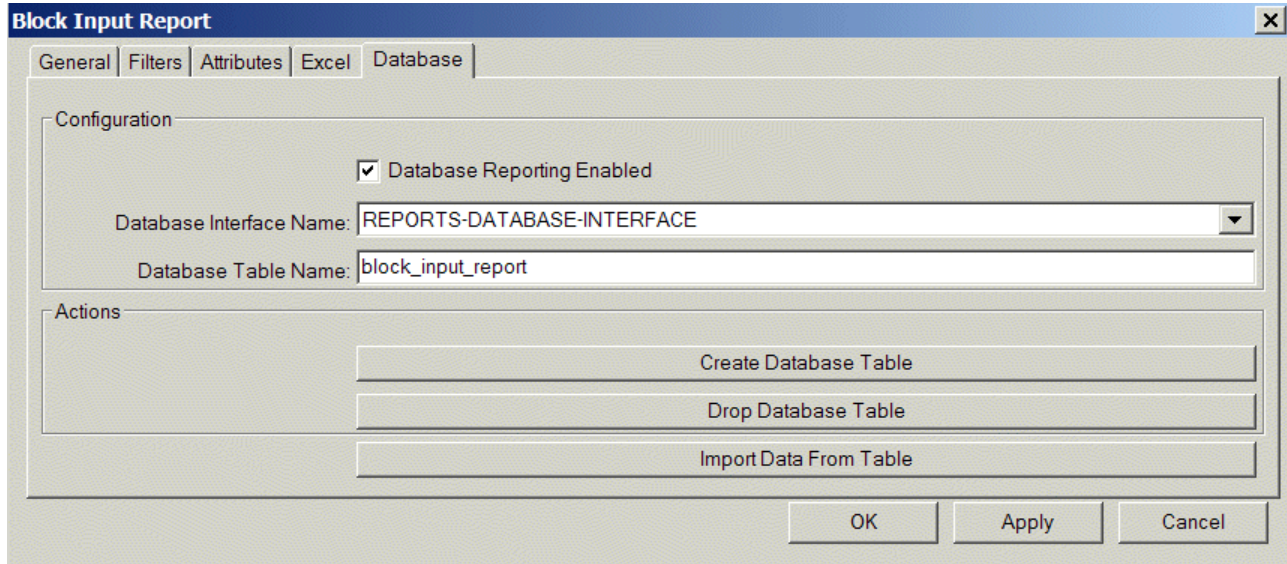 Block Input Report
General Filters Attributes Excel Database
Configuration
Database Reporting Enabled
Database Interface Name: REPORTS-DATABASE-INTERFACE
Database Table Name: block_input_report
Actions
Create Database Table
Drop Database Table
Import Data From Table
OK Apply Cancel